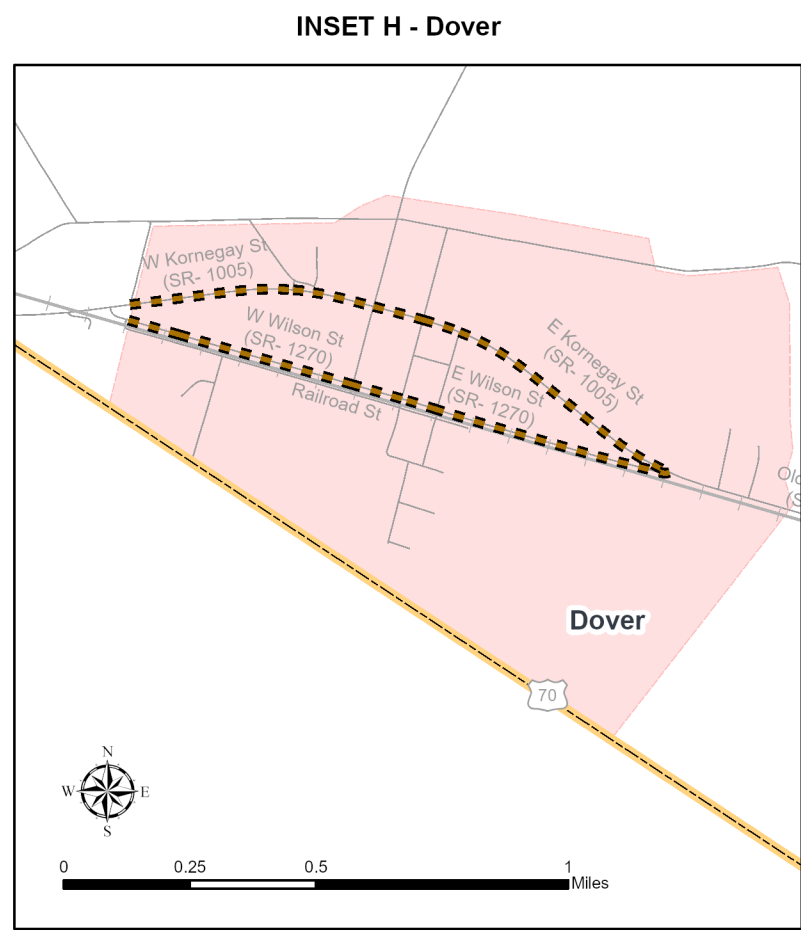 INSET H - Dover
W Kornegay St
(SR- 1005)
W Wilson St
(SR- 1270)
E Kornegay St
(SR- 1005)
E Wilson St
(SR- 1270)
Railroad St
Old
(S
Dover
70
N
W
E
S
0
0.25
0.5
1
Miles